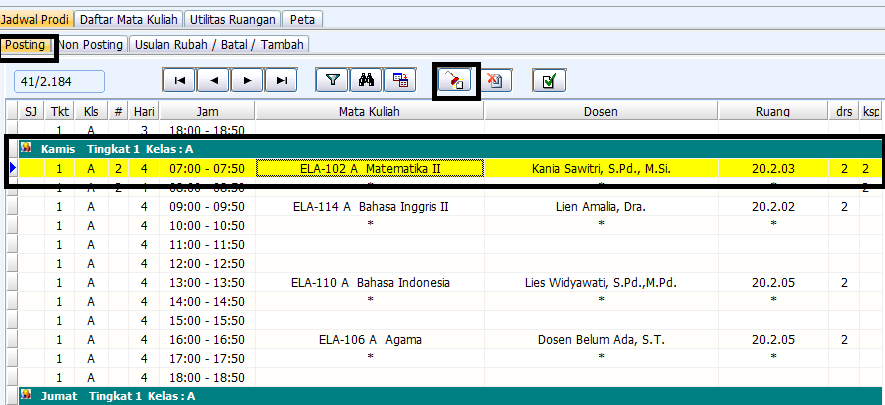 Jadwal Prodi Daftar Mata Kuliah Utilitas Ruangan Peta
Posting Non Posting Usulan Rubah / Batal / Tambah
41/2.184
SJ Tkt Kls # Hari Jam Mata Kuliah Dosen Ruang drs ksp
1 A 3 18:00 - 18:50
Kamis Tingkat 1 Kelas : A
1 A 2 4 07:00 - 07:50 ELA-102 A Matematika II Kania Sawitri, S.Pd., M.Si. 20.2.03 2 2
1 A 2 4 08:00 - 08:50 * * * 2
1 A 4 09:00 - 09:50 ELA-114 A Bahasa Inggris II Lien Amalia, Dra. 20.2.02 2
1 A 4 10:00 - 10:50 * * *
1 A 4 11:00 - 11:50
1 A 4 12:00 - 12:50
1 A 4 13:00 - 13:50 ELA-110 A Bahasa Indonesia Lies Widyawati, S.Pd.,M.Pd. 20.2.05 2
1 A 4 14:00 - 14:50 * * *
1 A 4 15:00 - 15:50
1 A 4 16:00 - 16:50 ELA-106 A Agama Dosen Belum Ada, S.T. 20.2.05 2
1 A 4 17:00 - 17:50 * * *
1 A 4 18:00 - 18:50
Jumat Tingkat 1 Kelas : A